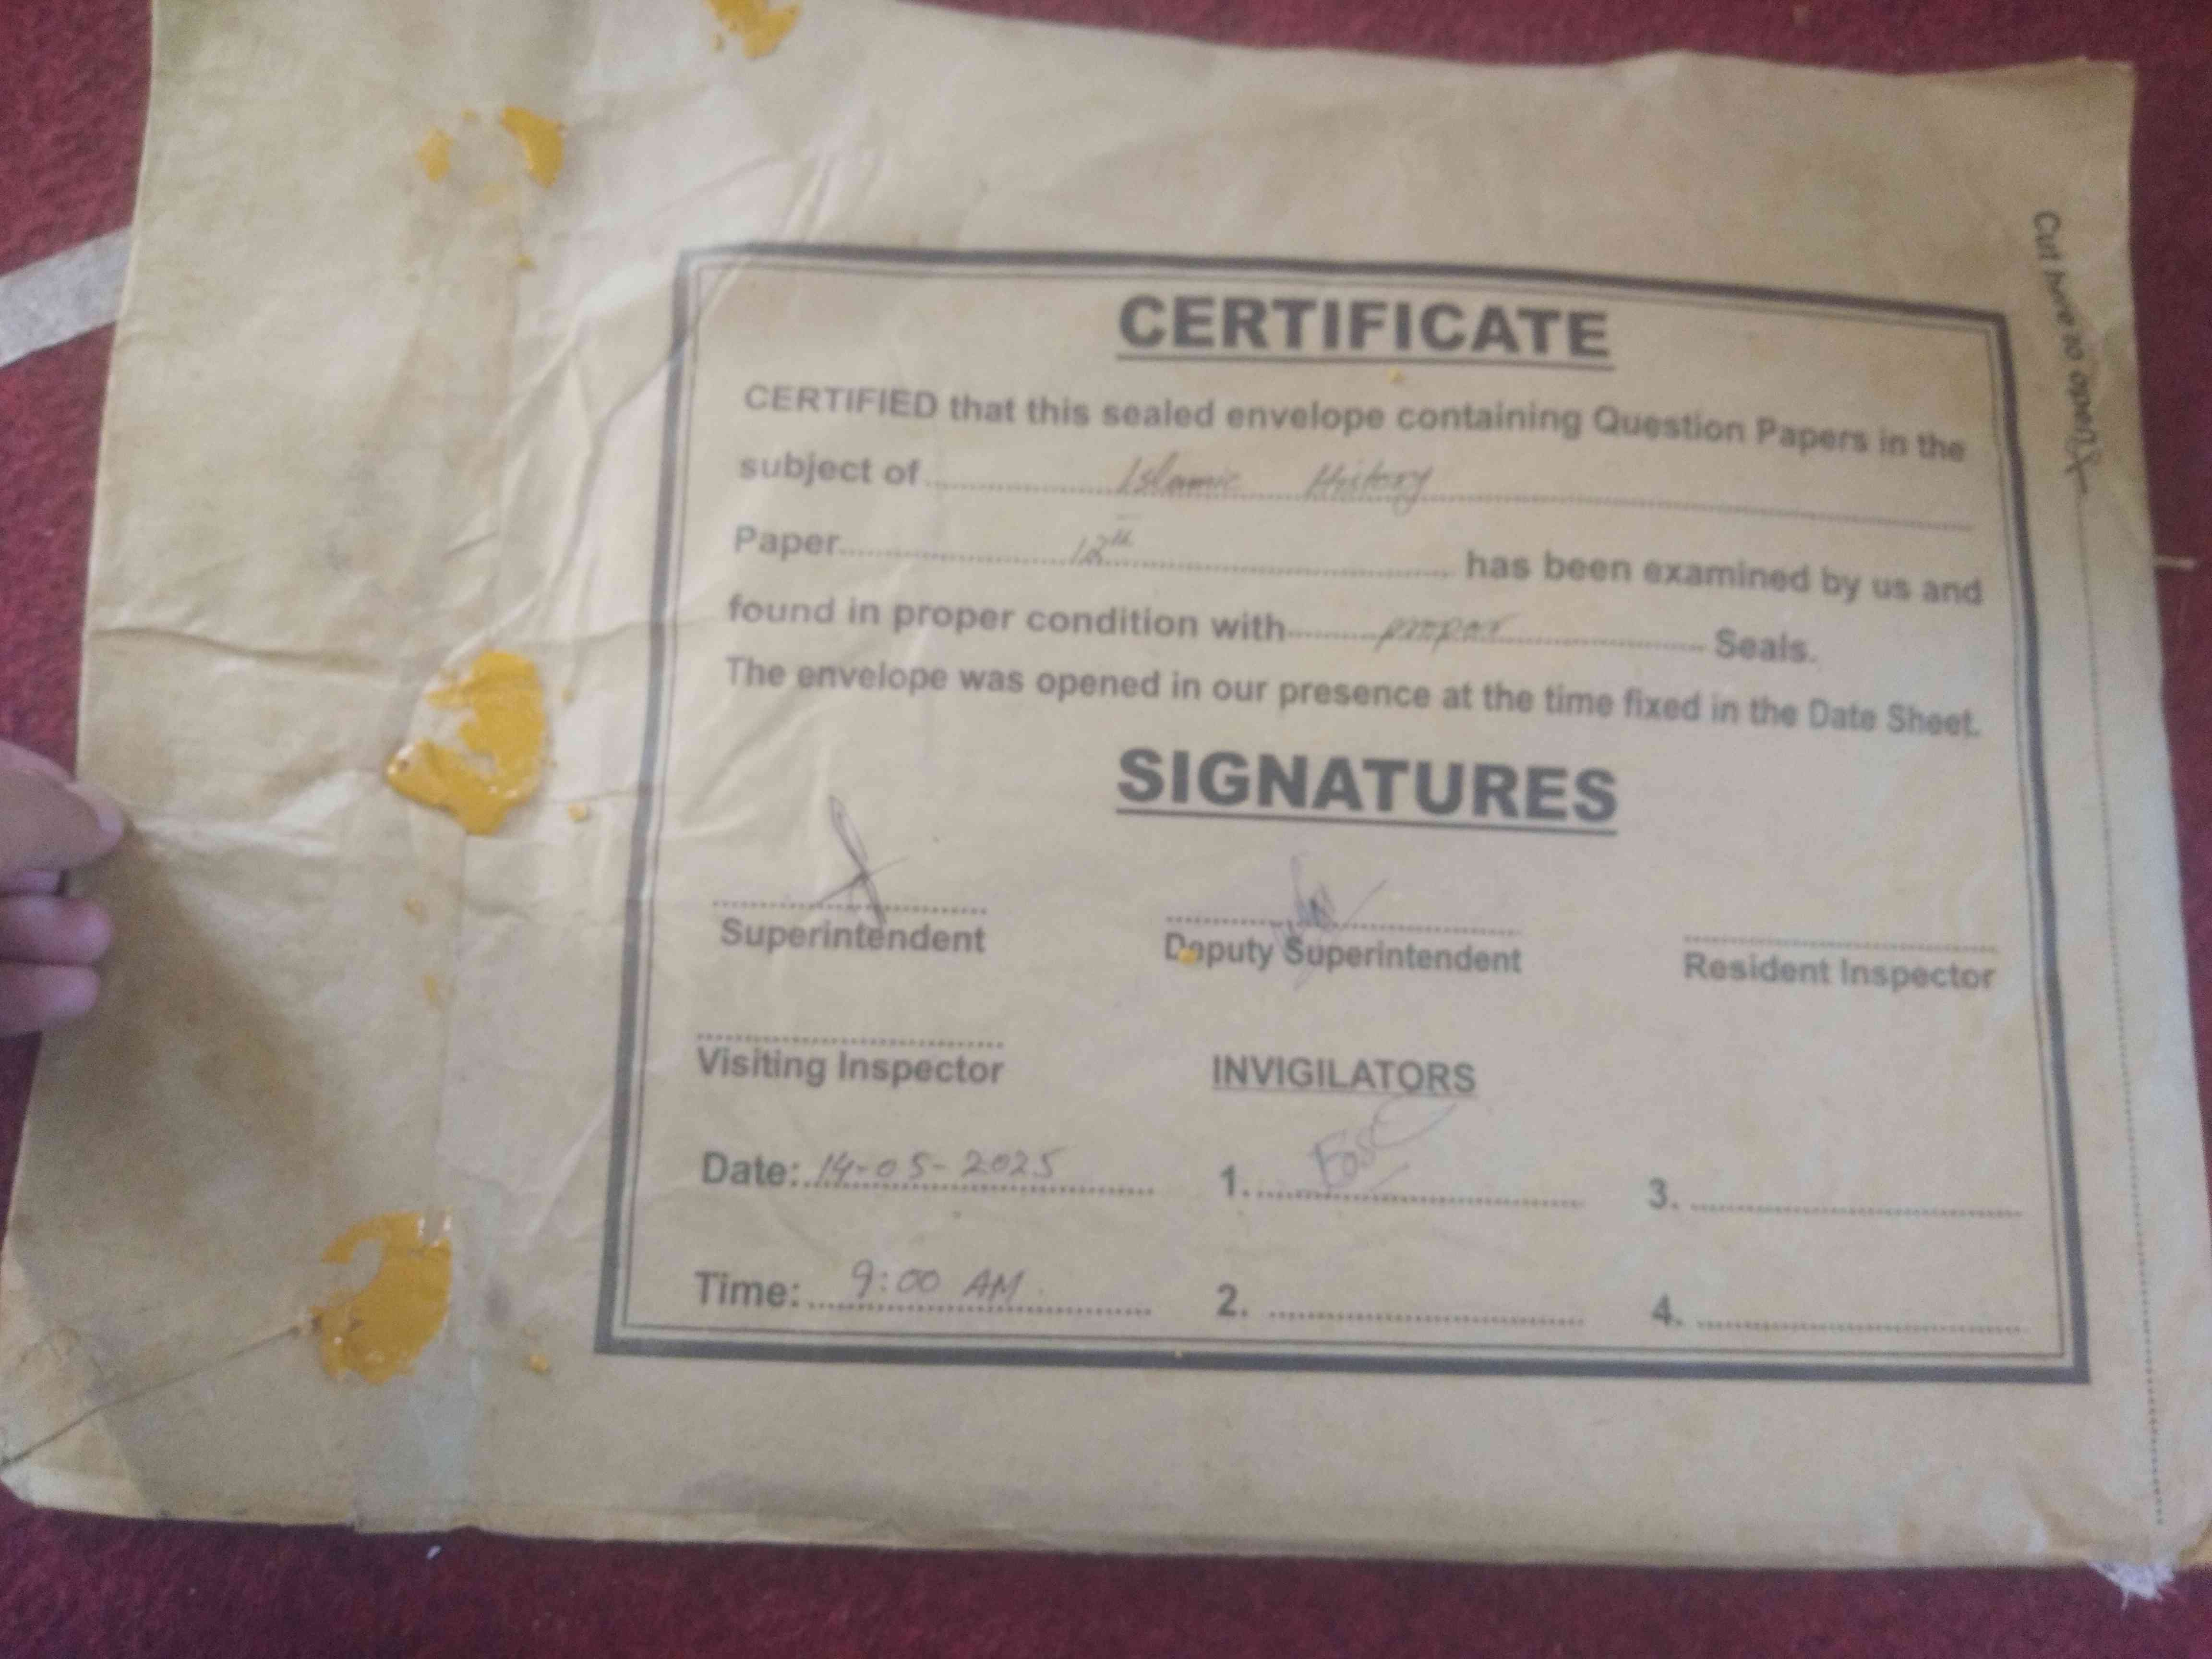 Cut here to open
CERTIFICATE
CERTIFIED that this sealed envelope containing Question Papers in the
subject of Islamic History
Paper 12th has been examined by us and
found in proper condition with propar Seals.
The envelope was opened in our presence at the time fixed in the Date Sheet.
SIGNATURES
Superintendent Deputy Superintendent Resident Inspector
Visiting Inspector INVIGILATORS
Date: 14-05-2025 1. 3.
Time: 9:00 AM. 2. 4.